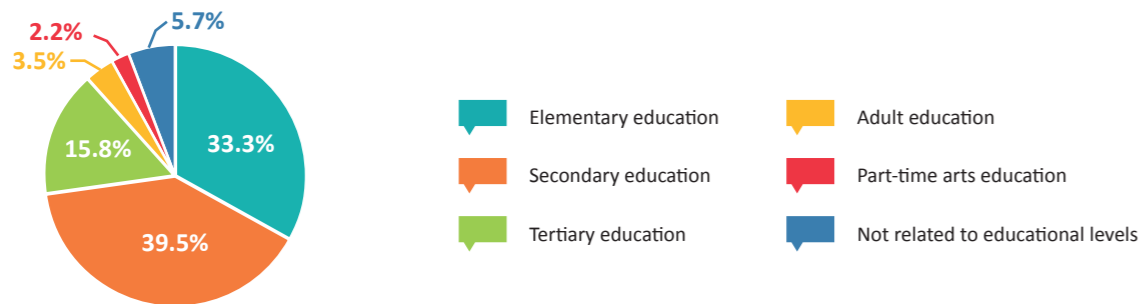 5.7%
2.2%
3.5%
33.3%
15.8%
39.5%
Elementary education
Secondary education
Tertiary education
Adult education
Part-time arts education
Not related to educational levels